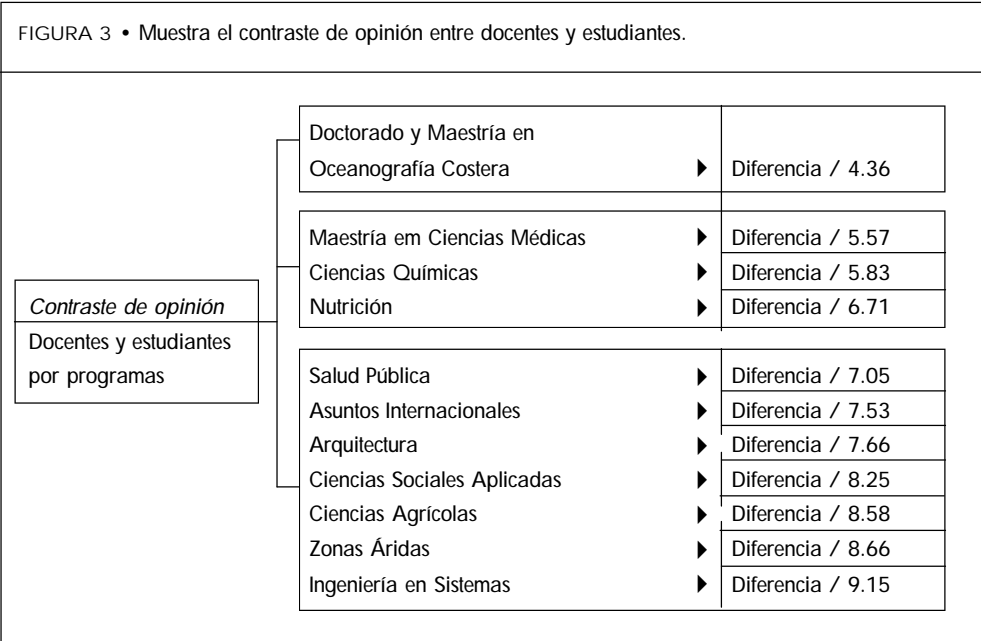 FIGURA 3 • Muestra el contraste de opinión entre docentes y estudiantes.
Contraste de opinión
Docentes y estudiantes
por programas
Doctorado y Maestría en
Oceanografía Costera Diferencia / 4.36
Maestría em Ciencias Médicas Diferencia / 5.57
Ciencias Químicas Diferencia / 5.83
Nutrición Diferencia / 6.71
Salud Pública Diferencia / 7.05
Asuntos Internacionales Diferencia / 7.53
Arquitectura Diferencia / 7.66
Ciencias Sociales Aplicadas Diferencia / 8.25
Ciencias Agrícolas Diferencia / 8.58
Zonas Áridas Diferencia / 8.66
Ingeniería en Sistemas Diferencia / 9.15